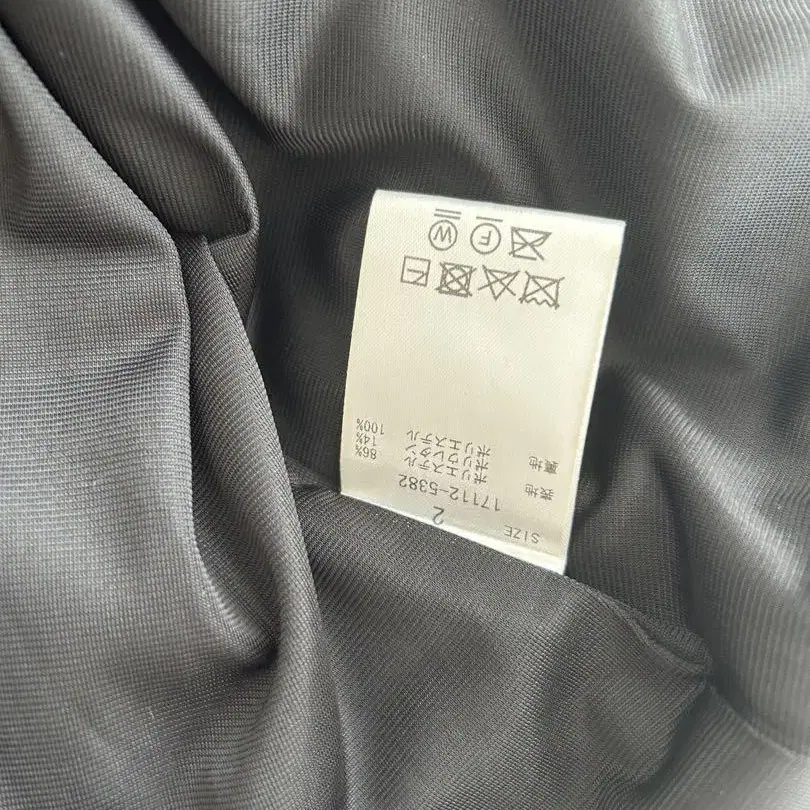 SIZE 2
17112-5382
表地 ポリエステル 86%
ポリウレタン 14%
裏地 ポリエステル 100%
F W